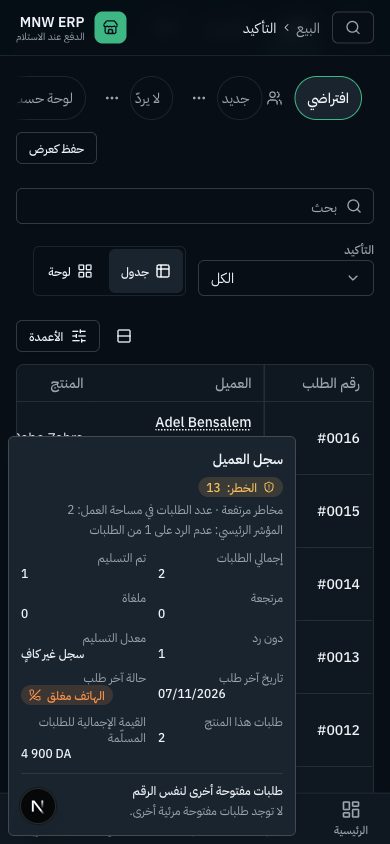 البيع › التأكيد
MNW ERP
الدفع عند الاستلام
افتراضي
جديد
لا يردّ
لوحة
حفظ كعرض
بحث
التأكيد
الكل
جدول
لوحة
الأعمدة
رقم الطلب
العميل
المنتج
#0016
Adel Bensalem
#0015
#0014
#0013
#0012
سجل العميل
الخطر: 13
مخاطر مرتفعة · عدد الطلبات في مساحة العمل: 2
المؤشر الرئيسي: عدم الرد على 1 من الطلبات
إجمالي الطلبات
2
تم التسليم
1
مرتجعة
0
ملغاة
0
دون رد
1
معدل التسليم
سجل غير كافٍ
تاريخ آخر طلب
07/11/2026
حالة آخر طلب
الهاتف مغلق
طلبات هذا المنتج
2
القيمة الإجمالية للطلبات
المسلّمة
4 900 DA
طلبات مفتوحة أخرى لنفس الرقم
لا توجد طلبات مفتوحة مرئية أخرى.
N
الرئيسية